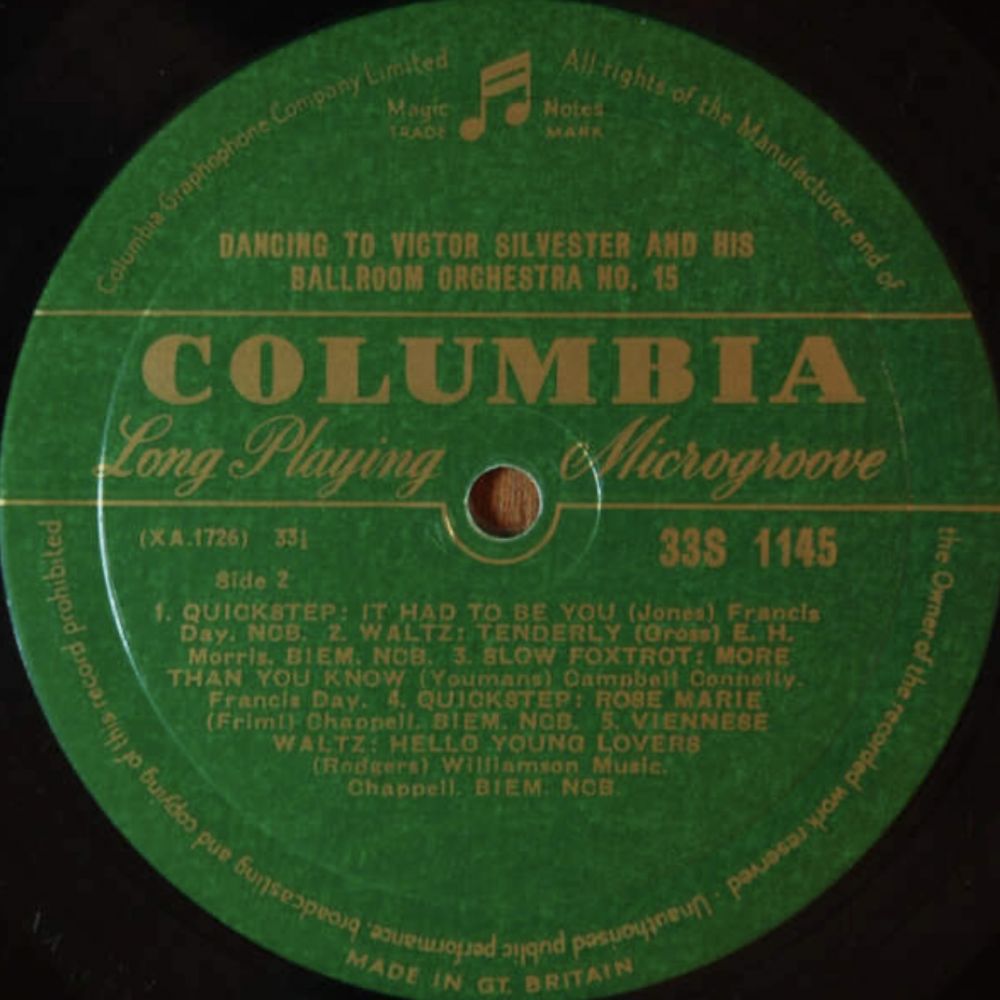 Columbia Graphophone Company Limited
All rights of the Manufacturer and of
the Owner of the recorded work reserved · Unauthorised public performance, broadcasting and copying of this record prohibited
Magic Notes
TRADE MARK
DANCING TO VICTOR SILVESTER AND HIS
BALLROOM ORCHESTRA NO. 15
COLUMBIA
Long Playing Microgroove
(XA.1726) 33⅓
33S 1145
Side 2
1. QUICKSTEP: IT HAD TO BE YOU (Jones) Francis
Day. NCB. 2. WALTZ: TENDERLY (Gross) E. H.
Morris. BIEM. NCB. 3. SLOW FOXTROT: MORE
THAN YOU KNOW (Youmans) Campbell Connelly.
Francis Day. 4. QUICKSTEP: ROSE MARIE
(Friml) Chappell. BIEM. NCB. 5. VIENNESE
WALTZ: HELLO YOUNG LOVERS
(Rodgers) Williamson Music.
Chappell. BIEM. NCB.
MADE IN GT. BRITAIN